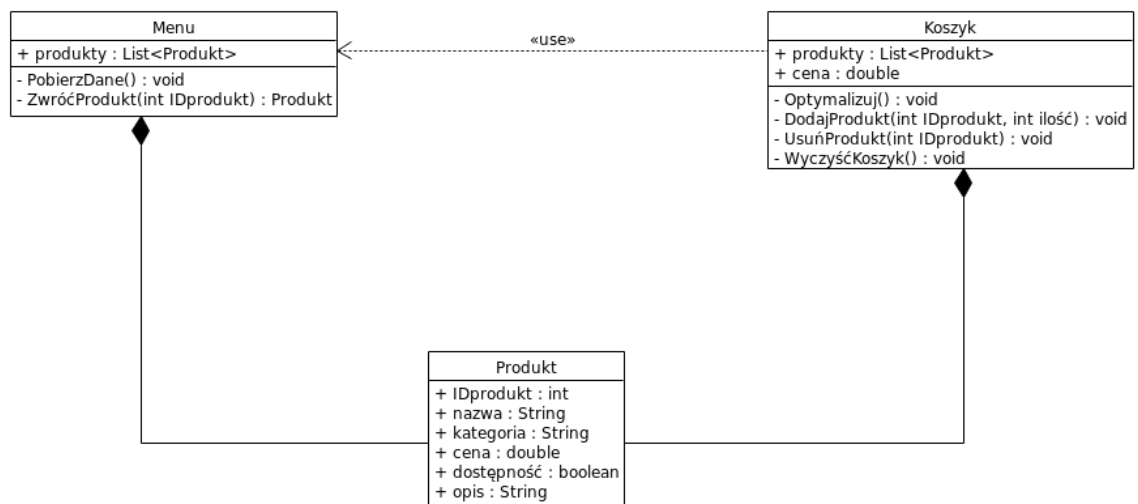 Menu
+ produkty : List<Produkt>
- PobierzDane() : void
- ZwróćProdukt(int IDprodukt) : Produkt
«use»
Koszyk
+ produkty : List<Produkt>
+ cena : double
- Optymalizuj() : void
- DodajProdukt(int IDprodukt, int ilość) : void
- UsuńProdukt(int IDprodukt) : void
- WyczyśćKoszyk() : void
Produkt
+ IDprodukt : int
+ nazwa : String
+ kategoria : String
+ cena : double
+ dostępność : boolean
+ opis : String